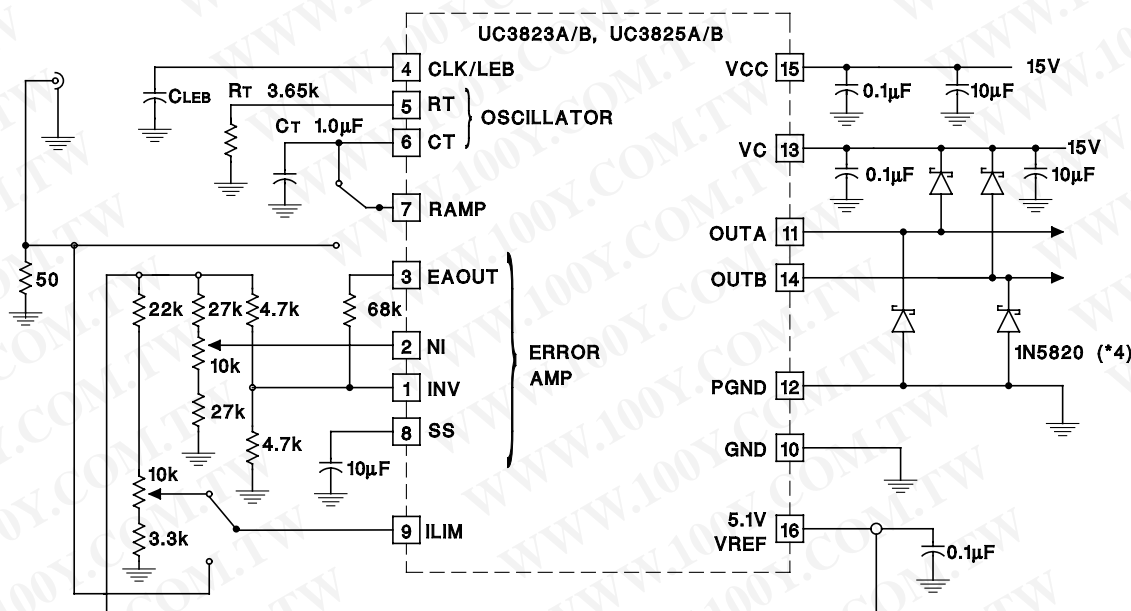 UC3823A/B, UC3825A/B
4 CLK/LEB
CLEB
RT 3.65k
5 RT
OSCILLATOR
CT 1.0µF
6 CT
7 RAMP
VCC 15
15V
0.1µF
10µF
VC 13
15V
0.1µF
10µF
OUTA 11
OUTB 14
50
3 EAOUT
22k
27k
4.7k
68k
2 NI
10k
ERROR
AMP
1 INV
27k
8 SS
4.7k
10µF
10k
3.3k
9 ILIM
1N5820 (*4)
PGND 12
GND 10
5.1V
VREF
16
0.1µF
WWW.100Y.COM.TW